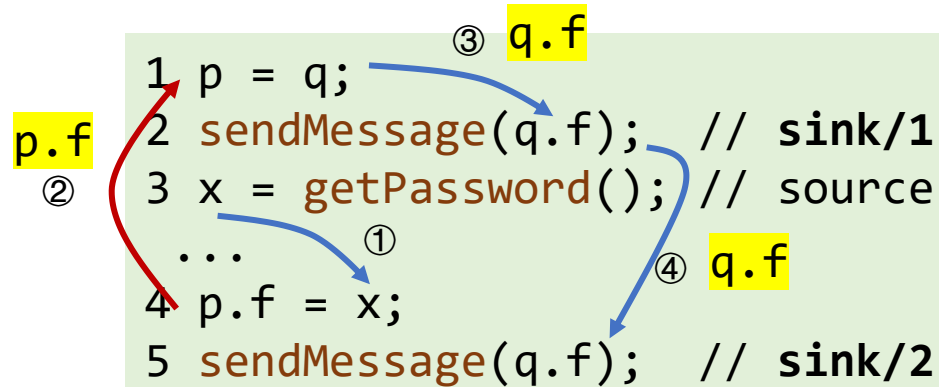 ③ q.f
1 p = q;
p.f
②
2 sendMessage(q.f); // sink/1
3 x = getPassword(); // source
①
...
④ q.f
4 p.f = x;
5 sendMessage(q.f); // sink/2